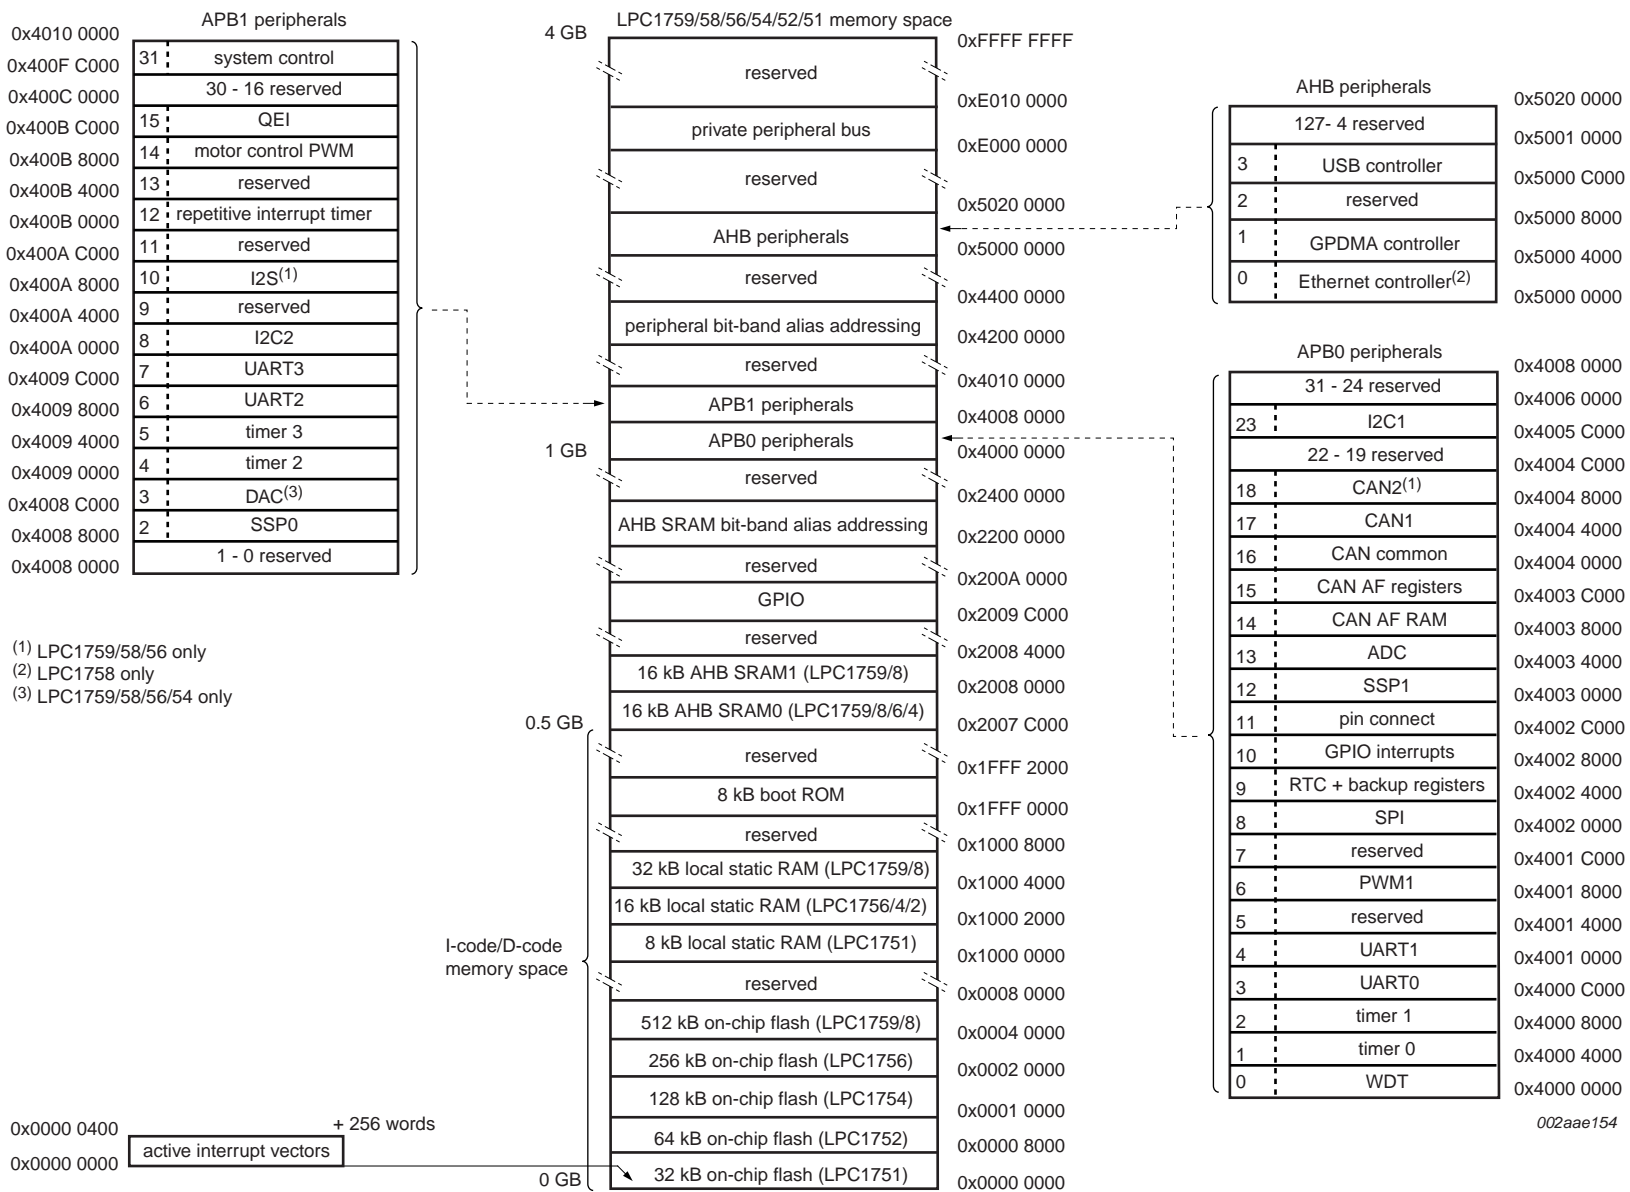 APB1 peripherals
0x4010 0000
31 system control
0x400F C000
30 - 16 reserved
0x400C 0000
15 QEI
0x400B C000
14 motor control PWM
0x400B 8000
13 reserved
0x400B 4000
12 repetitive interrupt timer
0x400B 0000
11 reserved
0x400A C000
10 I2S(1)
0x400A 8000
9 reserved
0x400A 4000
8 I2C2
0x400A 0000
7 UART3
0x4009 C000
6 UART2
0x4009 8000
5 timer 3
0x4009 4000
4 timer 2
0x4009 0000
3 DAC(3)
0x4008 C000
2 SSP0
0x4008 8000
1 - 0 reserved
0x4008 0000
(1) LPC1759/58/56 only
(2) LPC1758 only
(3) LPC1759/58/56/54 only
+ 256 words
0x0000 0400
active interrupt vectors
0x0000 0000
LPC1759/58/56/54/52/51 memory space
4 GB
0xFFFF FFFF
reserved
0xE010 0000
private peripheral bus
0xE000 0000
reserved
0x5020 0000
AHB peripherals
0x5000 0000
reserved
0x4400 0000
peripheral bit-band alias addressing
0x4200 0000
reserved
0x4010 0000
APB1 peripherals
0x4008 0000
APB0 peripherals
1 GB
0x4000 0000
reserved
0x2400 0000
AHB SRAM bit-band alias addressing
0x2200 0000
reserved
0x200A 0000
GPIO
0x2009 C000
reserved
0x2008 4000
16 kB AHB SRAM1 (LPC1759/8)
0x2008 0000
16 kB AHB SRAM0 (LPC1759/8/6/4)
0.5 GB
0x2007 C000
reserved
0x1FFF 2000
8 kB boot ROM
0x1FFF 0000
reserved
0x1000 8000
32 kB local static RAM (LPC1759/8)
0x1000 4000
16 kB local static RAM (LPC1756/4/2)
0x1000 2000
8 kB local static RAM (LPC1751)
0x1000 0000
I-code/D-code
memory space
reserved
0x0008 0000
512 kB on-chip flash (LPC1759/8)
0x0004 0000
256 kB on-chip flash (LPC1756)
0x0002 0000
128 kB on-chip flash (LPC1754)
0x0001 0000
64 kB on-chip flash (LPC1752)
0x0000 8000
32 kB on-chip flash (LPC1751)
0 GB
0x0000 0000
AHB peripherals
0x5020 0000
127- 4 reserved
0x5001 0000
3 USB controller
0x5000 C000
2 reserved
0x5000 8000
1 GPDMA controller
0x5000 4000
0 Ethernet controller(2)
0x5000 0000
APB0 peripherals
0x4008 0000
31 - 24 reserved
0x4006 0000
23 I2C1
0x4005 C000
22 - 19 reserved
0x4004 C000
18 CAN2(1)
0x4004 8000
17 CAN1
0x4004 4000
16 CAN common
0x4004 0000
15 CAN AF registers
0x4003 C000
14 CAN AF RAM
0x4003 8000
13 ADC
0x4003 4000
12 SSP1
0x4003 0000
11 pin connect
0x4002 C000
10 GPIO interrupts
0x4002 8000
9 RTC + backup registers
0x4002 4000
8 SPI
0x4002 0000
7 reserved
0x4001 C000
6 PWM1
0x4001 8000
5 reserved
0x4001 4000
4 UART1
0x4001 0000
3 UART0
0x4000 C000
2 timer 1
0x4000 8000
1 timer 0
0x4000 4000
0 WDT
0x4000 0000
002aae154